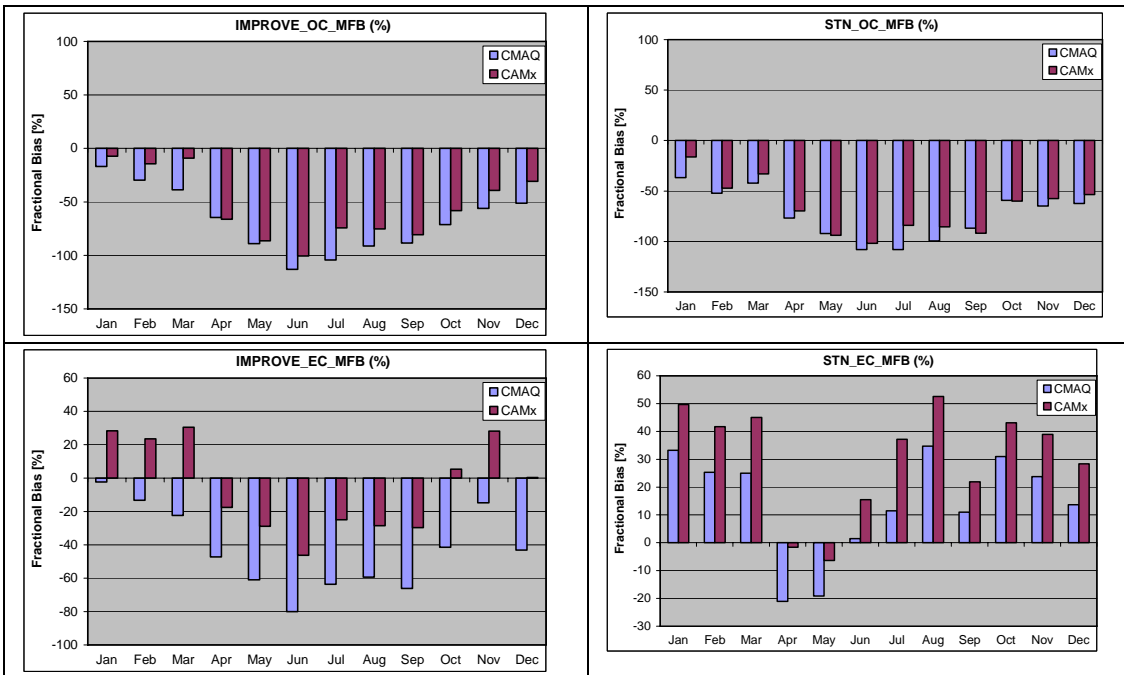 IMPROVE_OC_MFB (%)
100
50
0
-50
-100
-150
Fractional Bias [%]
CMAQ
CAMx
Jan Feb Mar Apr May Jun Jul Aug Sep Oct Nov Dec
STN_OC_MFB (%)
100
50
0
-50
-100
-150
Fractional Bias [%]
CMAQ
CAMx
Jan Feb Mar Apr May Jun Jul Aug Sep Oct Nov Dec
IMPROVE_EC_MFB (%)
60
40
20
0
-20
-40
-60
-80
-100
Fractional Bias [%]
CMAQ
CAMx
Jan Feb Mar Apr May Jun Jul Aug Sep Oct Nov Dec
STN_EC_MFB (%)
60
50
40
30
20
10
0
-10
-20
-30
Fractional Bias [%]
CMAQ
CAMx
Jan Feb Mar Apr May Jun Jul Aug Sep Oct Nov Dec